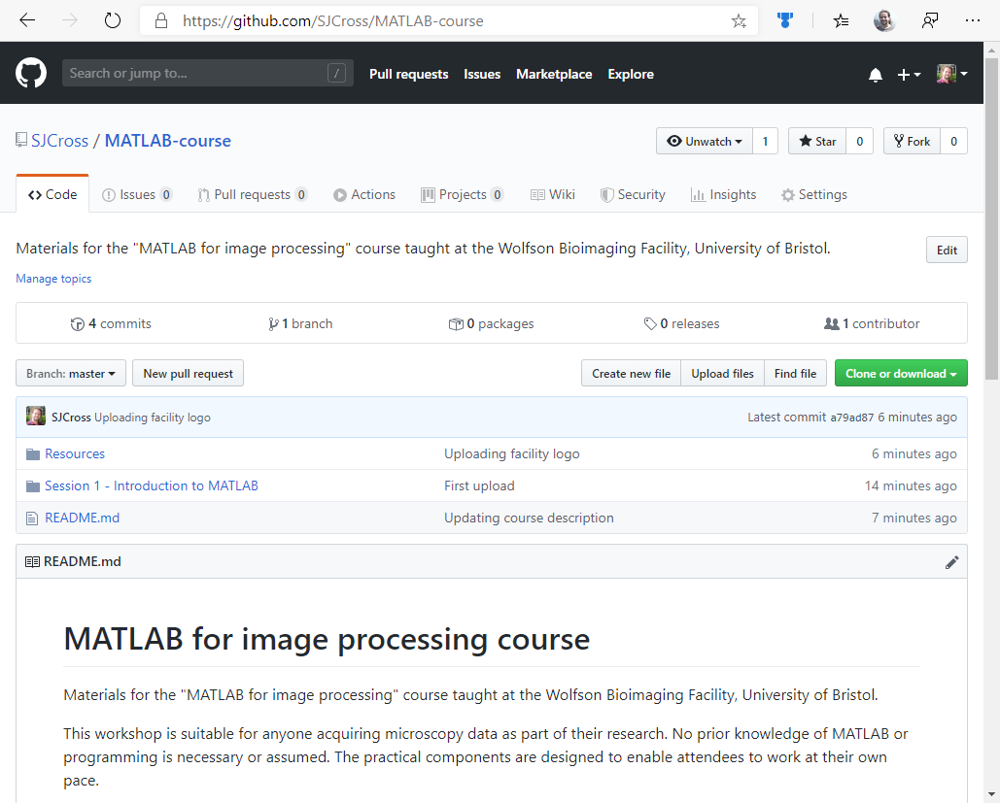 https://github.com/SJCross/MATLAB-course
Search or jump to... / Pull requests Issues Marketplace Explore
SJCross / MATLAB-course Unwatch 1 Star 0 Fork 0
Code Issues 0 Pull requests 0 Actions Projects 0 Wiki Security Insights Settings
Materials for the "MATLAB for image processing" course taught at the Wolfson Bioimaging Facility, University of Bristol. Edit
Manage topics
4 commits 1 branch 0 packages 0 releases 1 contributor
Branch: master New pull request Create new file Upload files Find file Clone or download
SJCross Uploading facility logo Latest commit a79ad87 6 minutes ago
Resources Uploading facility logo 6 minutes ago
Session 1 - Introduction to MATLAB First upload 14 minutes ago
README.md Updating course description 7 minutes ago
README.md
MATLAB for image processing course
Materials for the "MATLAB for image processing" course taught at the Wolfson Bioimaging Facility, University of Bristol.
This workshop is suitable for anyone acquiring microscopy data as part of their research. No prior knowledge of MATLAB or
programming is necessary or assumed. The practical components are designed to enable attendees to work at their own
pace.